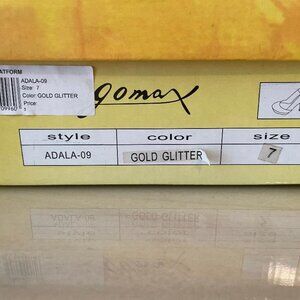 ATFORM
ADALA-09
Size: 7
Color: GOLD GLITTER
Price:
gomax
style color size
ADALA-09 GOLD GLITTER 7